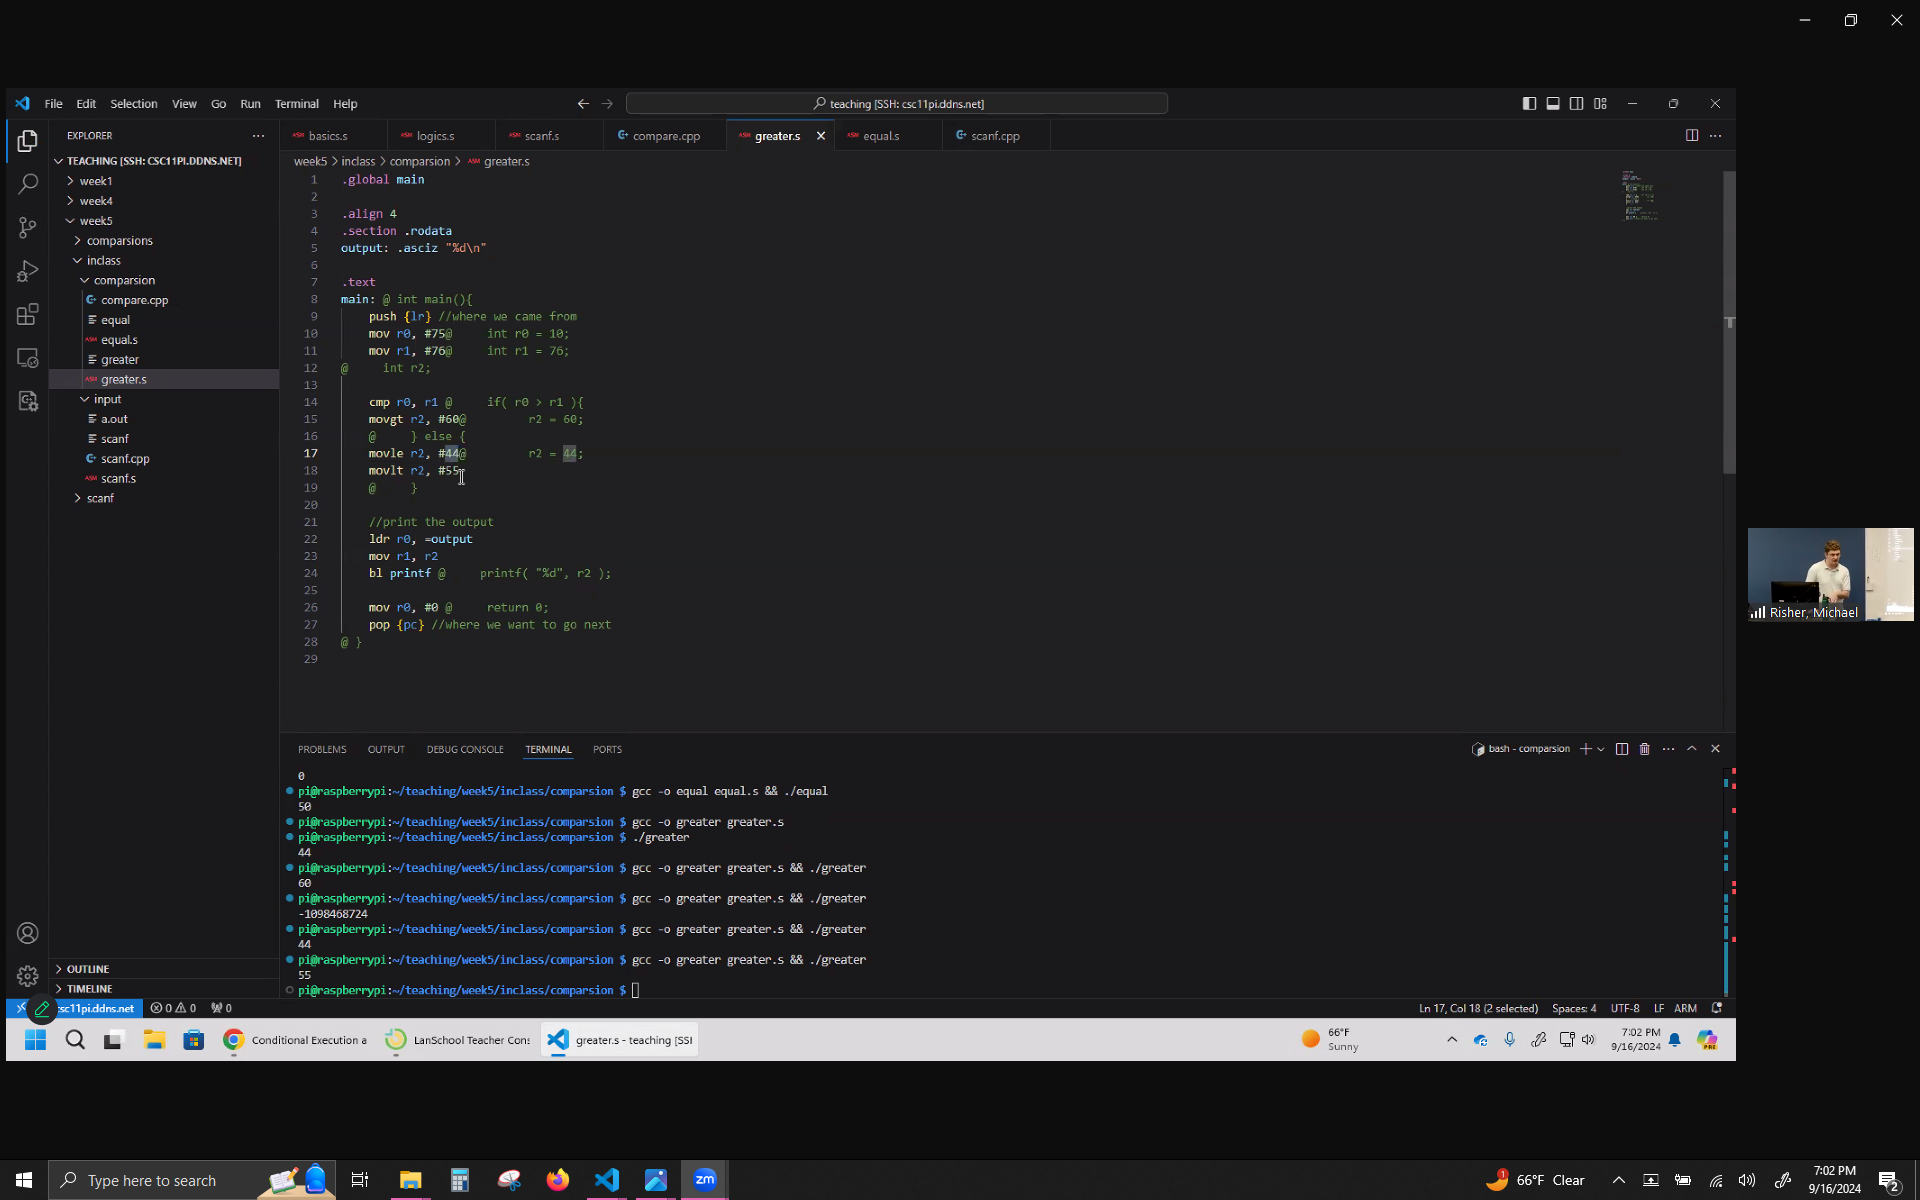 File Edit Selection View Go Run Terminal Help
teaching [SSH: csc11pi.ddns.net]
EXPLORER
TEACHING [SSH: CSC11PI.DDNS.NET]
week1
week4
week5
comparsions
inclass
comparsion
compare.cpp
equal
equal.s
greater
greater.s
input
a.out
scanf
scanf.cpp
scanf.s
scanf
OUTLINE
TIMELINE
basics.s logics.s scanf.s compare.cpp greater.s equal.s scanf.cpp
week5 > inclass > comparsion > greater.s
1 .global main
2
3 .align 4
4 .section .rodata
5 output: .asciz "%d\n"
6
7 .text
8 main: @ int main(){
9 push {lr} //where we came from
10 mov r0, #75@ int r0 = 10;
11 mov r1, #76@ int r1 = 76;
12 @ int r2;
13
14 cmp r0, r1 @ if( r0 > r1 ){
15 movgt r2, #60@ r2 = 60;
16 @ } else {
17 movle r2, #44@ r2 = 44;
18 movlt r2, #55
19 @ }
20
21 //print the output
22 ldr r0, =output
23 mov r1, r2
24 bl printf @ printf( "%d", r2 );
25
26 mov r0, #0 @ return 0;
27 pop {pc} //where we want to go next
28 @ }
29
PROBLEMS OUTPUT DEBUG CONSOLE TERMINAL PORTS
bash - comparsion
0
pi@raspberrypi:~/teaching/week5/inclass/comparsion $ gcc -o equal equal.s && ./equal
50
pi@raspberrypi:~/teaching/week5/inclass/comparsion $ gcc -o greater greater.s
pi@raspberrypi:~/teaching/week5/inclass/comparsion $ ./greater
44
pi@raspberrypi:~/teaching/week5/inclass/comparsion $ gcc -o greater greater.s && ./greater
60
pi@raspberrypi:~/teaching/week5/inclass/comparsion $ gcc -o greater greater.s && ./greater
-1098468724
pi@raspberrypi:~/teaching/week5/inclass/comparsion $ gcc -o greater greater.s && ./greater
44
pi@raspberrypi:~/teaching/week5/inclass/comparsion $ gcc -o greater greater.s && ./greater
55
pi@raspberrypi:~/teaching/week5/inclass/comparsion $
csc11pi.ddns.net 0 0 0
Ln 17, Col 18 (2 selected) Spaces: 4 UTF-8 LF ARM
Conditional Execution a LanSchool Teacher Cons greater.s - teaching [SSI
66°F
Sunny
7:02 PM
9/16/2024
Risher, Michael
Type here to search
zm
1 66°F Clear
7:02 PM
9/16/2024
2